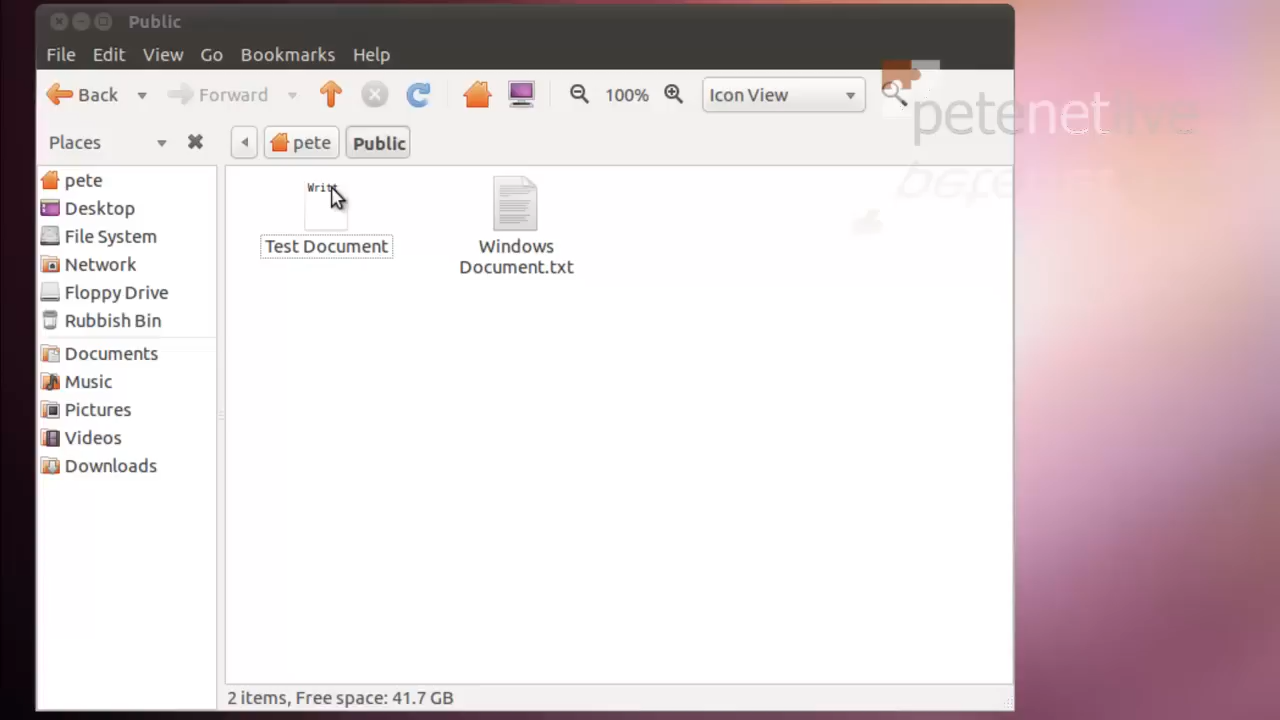 Public
File Edit View Go Bookmarks Help
Back Forward 100% Icon View
petenetlive
Places pete Public
pete
Desktop
File System
Network
Floppy Drive
Rubbish Bin
Documents
Music
Pictures
Videos
Downloads
Test Document
Windows
Document.txt
2 items, Free space: 41.7 GB